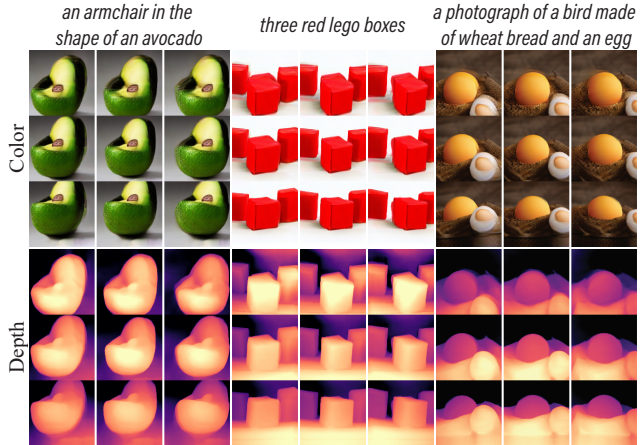 an armchair in the
shape of an avocado
three red lego boxes
a photograph of a bird made
of wheat bread and an egg
Color
Depth